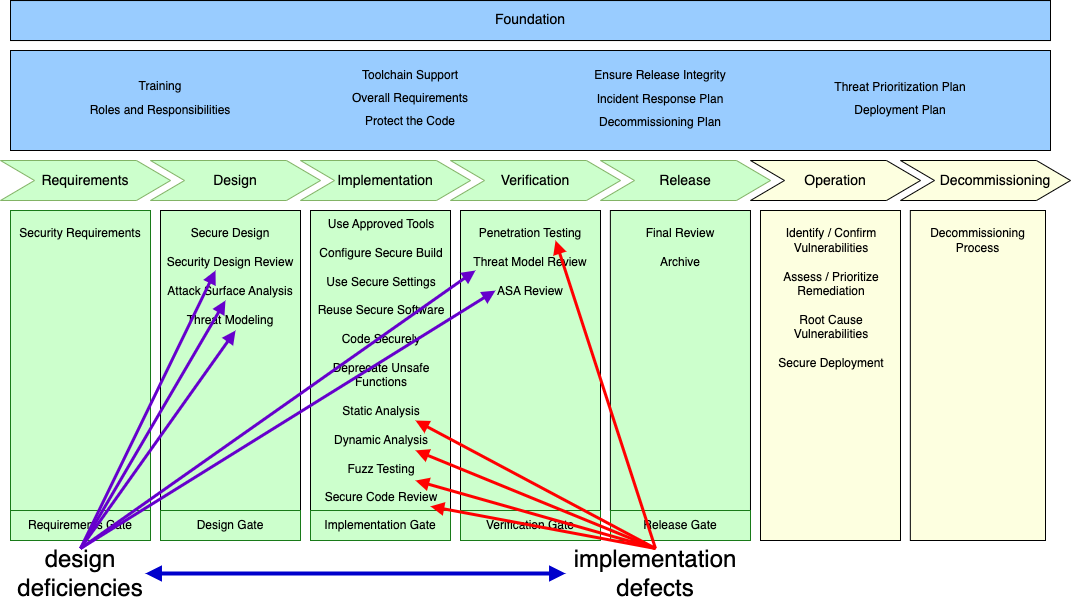 Foundation
Training
Roles and Responsibilities
Toolchain Support
Overall Requirements
Protect the Code
Ensure Release Integrity
Incident Response Plan
Decommissioning Plan
Threat Prioritization Plan
Deployment Plan
Requirements
Design
Implementation
Verification
Release
Operation
Decommissioning
Security Requirements
Requirements Gate
Secure Design
Security Design Review
Attack Surface Analysis
Threat Modeling
Design Gate
Use Approved Tools
Configure Secure Build
Use Secure Settings
Reuse Secure Software
Code Securely
Deprecate Unsafe
Functions
Static Analysis
Dynamic Analysis
Fuzz Testing
Secure Code Review
Implementation Gate
Penetration Testing
Threat Model Review
ASA Review
Verification Gate
Final Review
Archive
Release Gate
Identify / Confirm
Vulnerabilities
Assess / Prioritize
Remediation
Root Cause
Vulnerabilities
Secure Deployment
Decommissioning
Process
design
deficiencies
implementation
defects